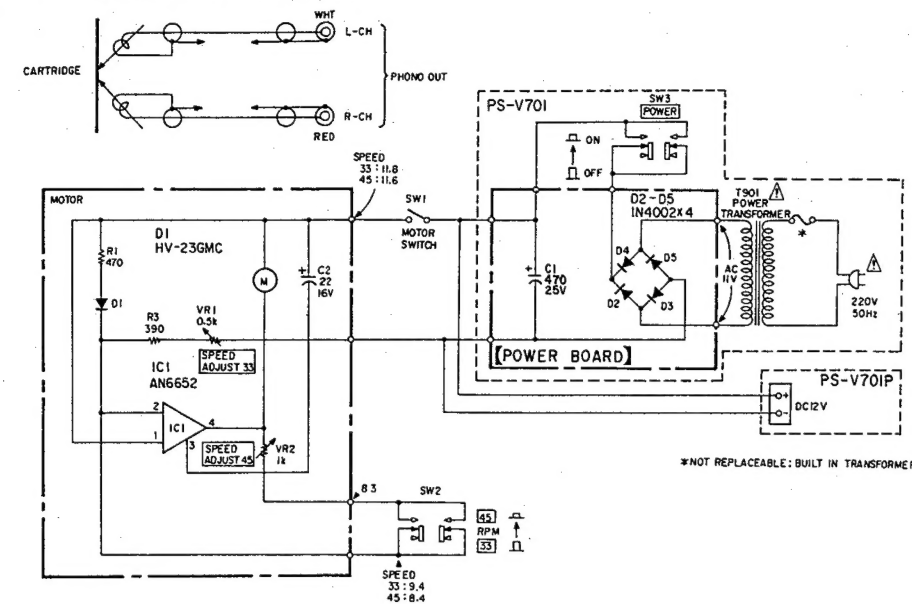 WHT
L-CH
CARTRIDGE
PHONO OUT
R-CH
RED
PS-V701
SW3
POWER
ON
OFF
SPEED
33:11.8
45:11.6
MOTOR
SW1
MOTOR
SWITCH
D2-D5
1N4002X4
T901
POWER
TRANSFORMER
*
D1
HV-23GMC
R1
470
M
C2
22
16V
+
D1
+
C1
470
25V
D4
D5
D2
D3
AC
11V
220V
50Hz
R3
390
VR1
0.5k
SPEED
ADJUST 33
【POWER BOARD】
IC1
AN6652
PS-V701P
+
DC12V
-
2
1
IC1
4
3
SPEED
ADJUST 45
VR2
1k
*NOT REPLACEABLE: BUILT IN TRANSFORMER
8.3
SW2
45
RPM
33
SPEED
33:9.4
45:8.4